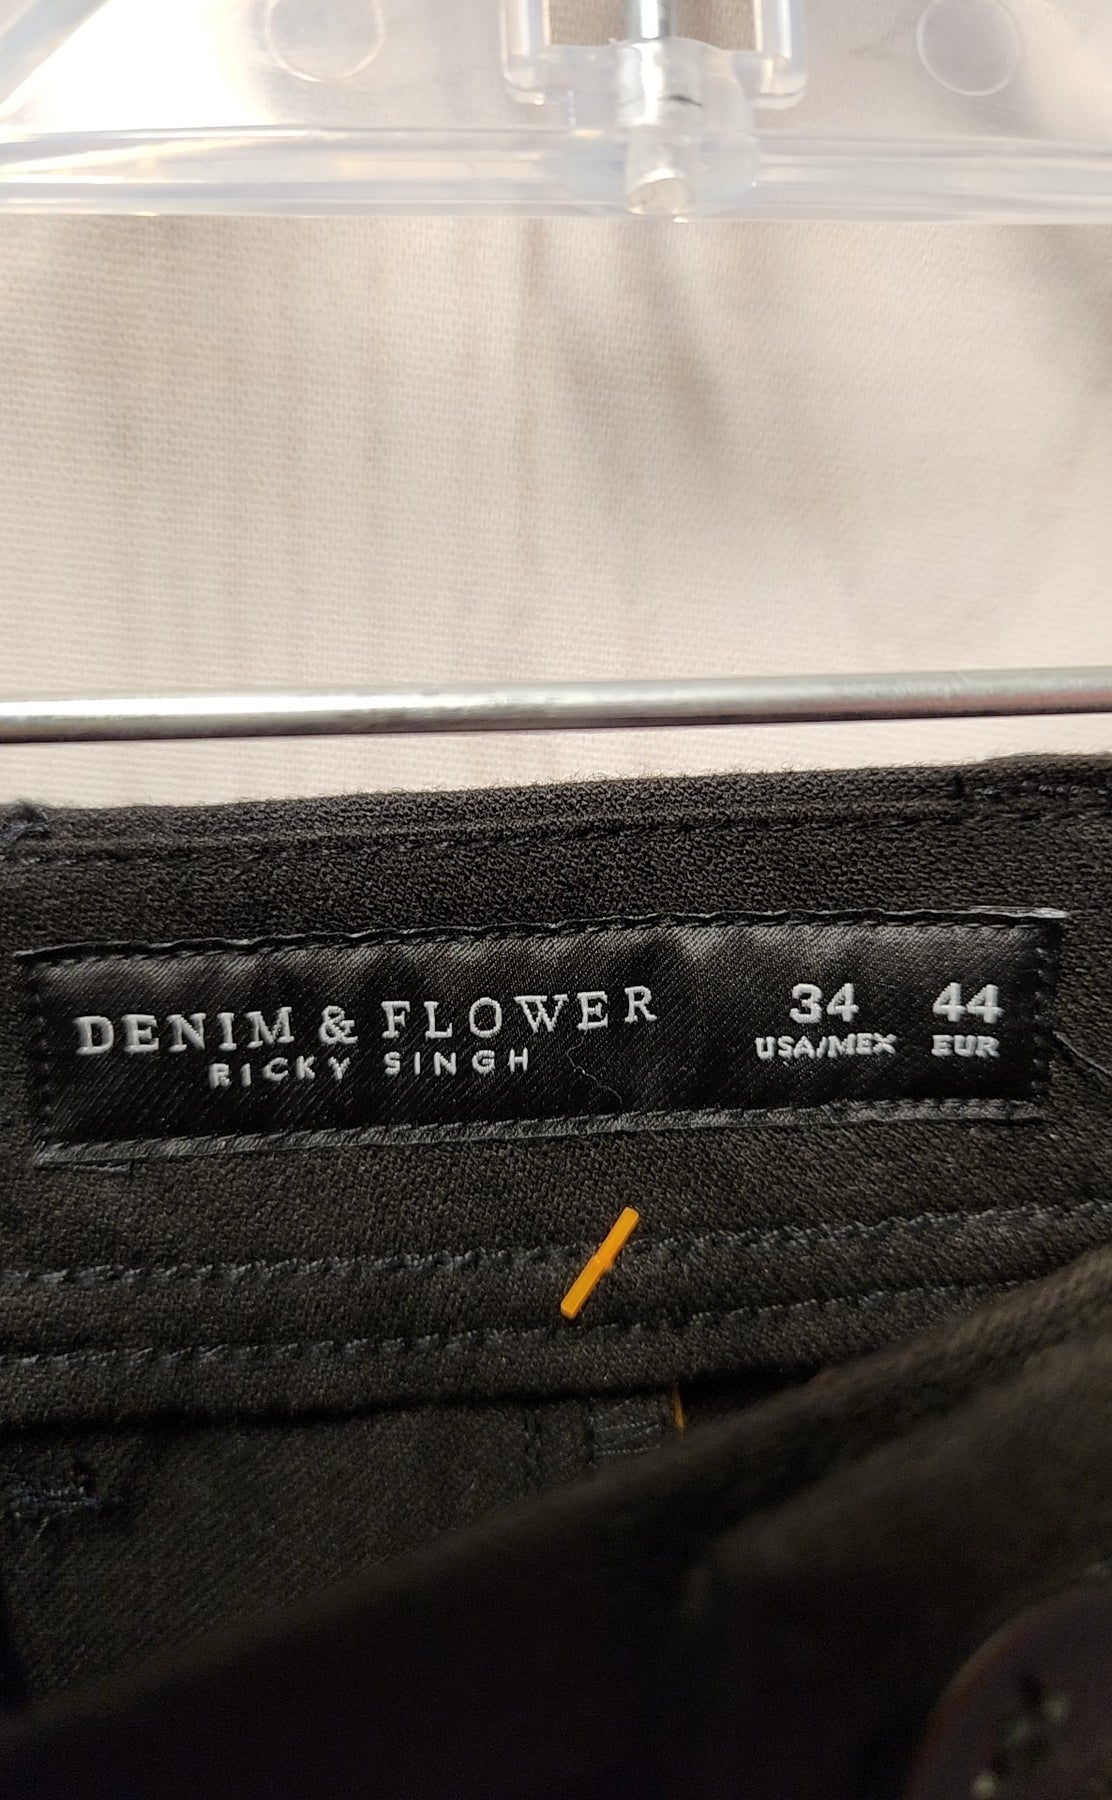 DENIM & FLOWER
RICKY SINGH
34 44
USA/MEX EUR